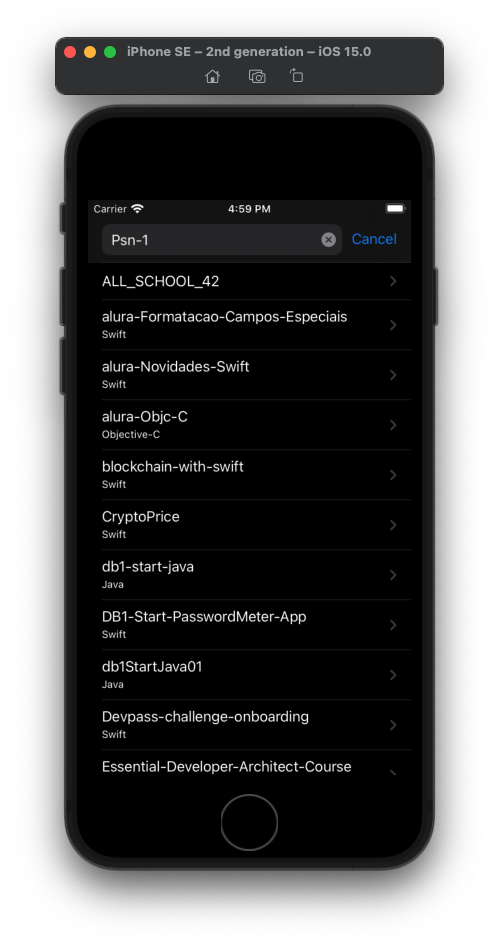 iPhone SE – 2nd generation – iOS 15.0
Carrier 4:59 PM
Psn-1 Cancel
ALL_SCHOOL_42
alura-Formatacao-Campos-Especiais
Swift
alura-Novidades-Swift
Swift
alura-Objc-C
Objective-C
blockchain-with-swift
Swift
CryptoPrice
Swift
db1-start-java
Java
DB1-Start-PasswordMeter-App
Swift
db1StartJava01
Java
Devpass-challenge-onboarding
Swift
Essential-Developer-Architect-Course